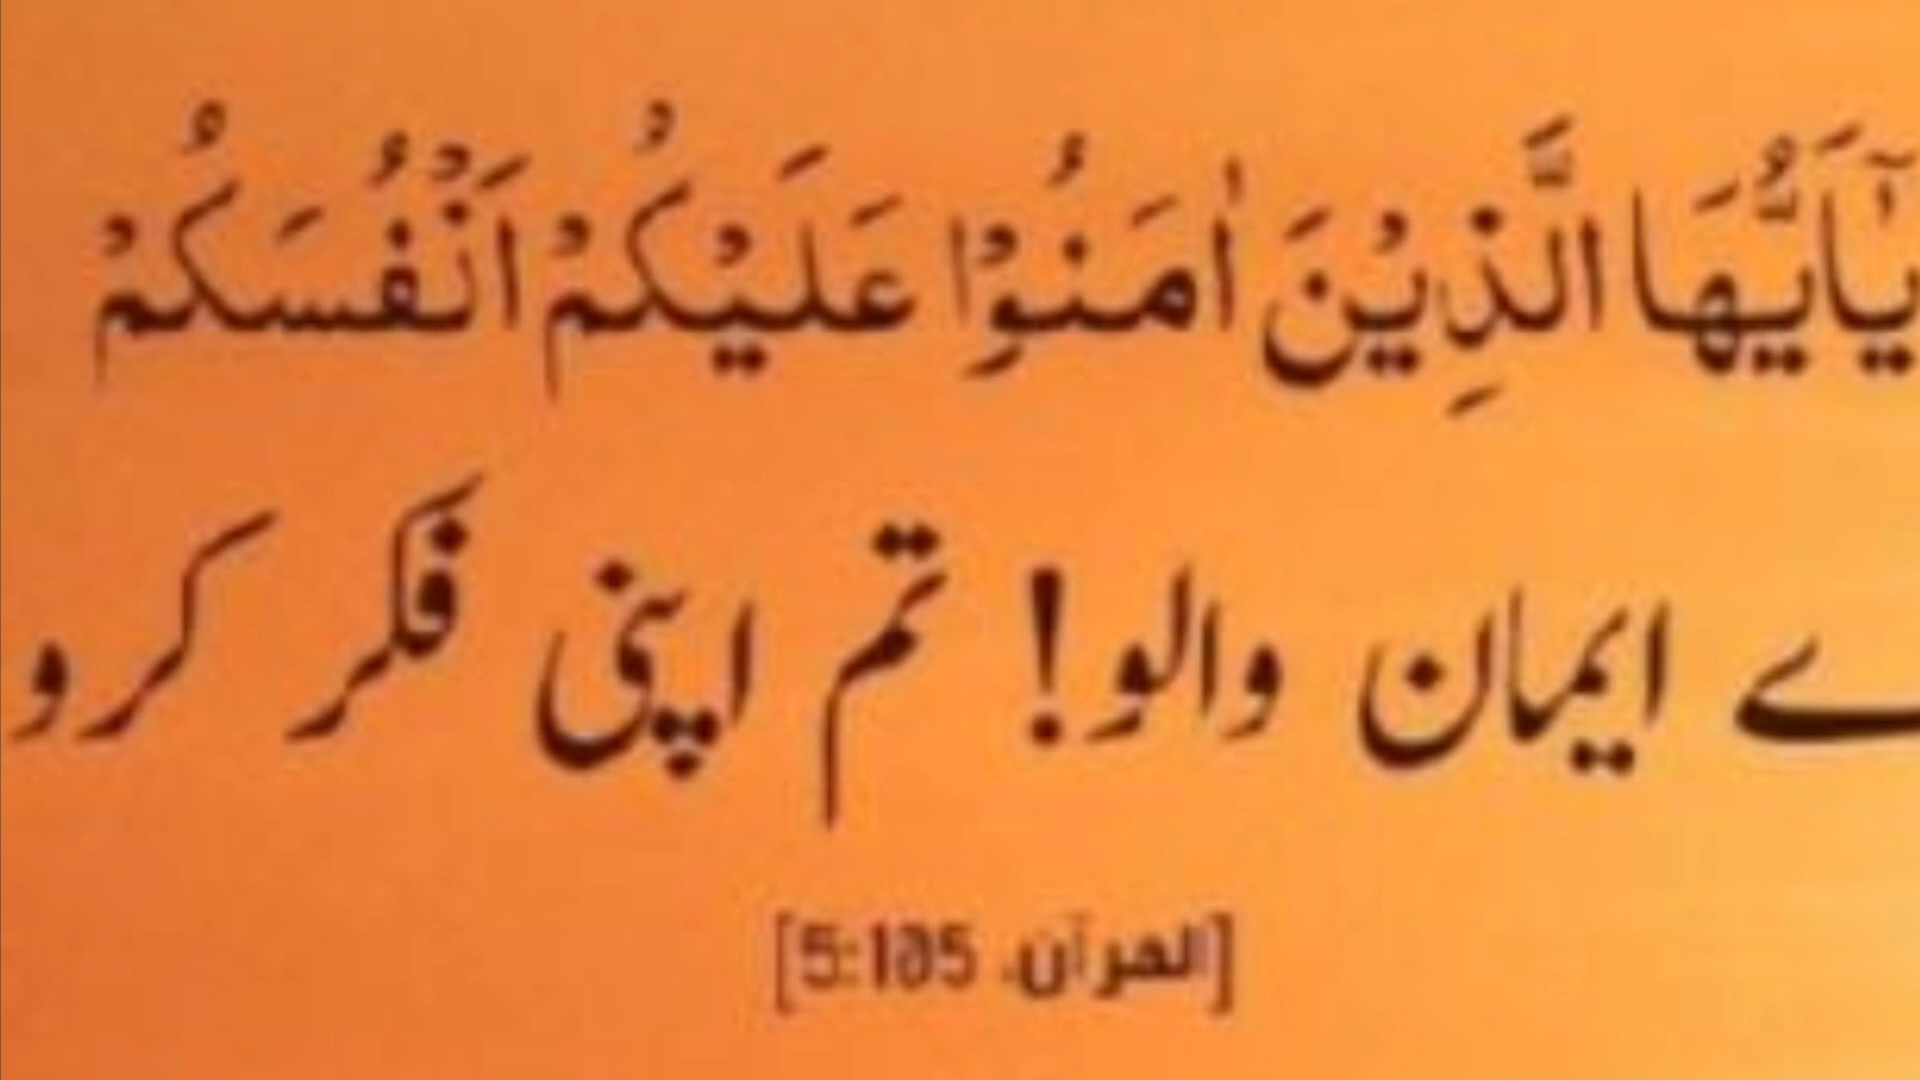 يٰٓاَيُّهَا الَّذِيْنَ اٰمَنُوْا عَلَيْكُمْ اَنْفُسَكُمْ
ے ایمان والو! تم اپنی فکر کرو
[القرآن، 5:105]